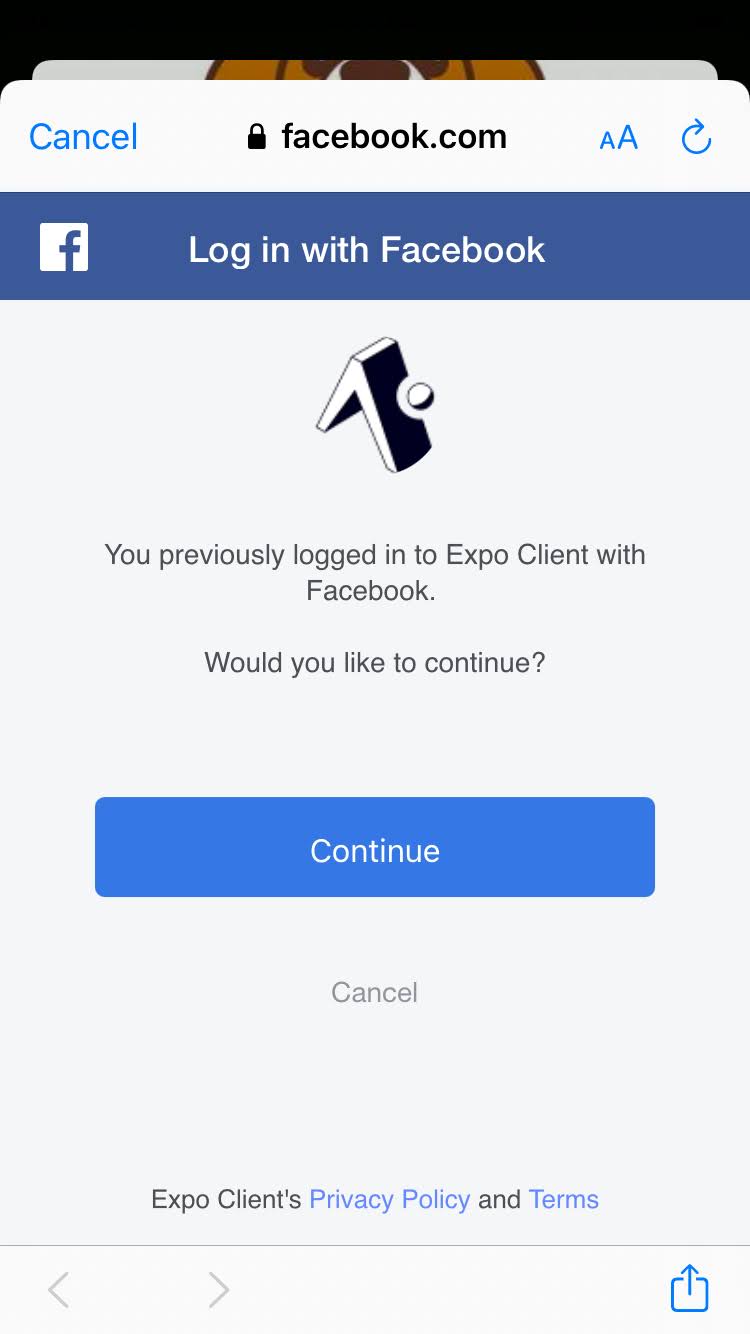 Cancel
facebook.com
AA
Log in with Facebook
You previously logged in to Expo Client with
Facebook.
Would you like to continue?
Continue
Cancel
Expo Client's Privacy Policy and Terms